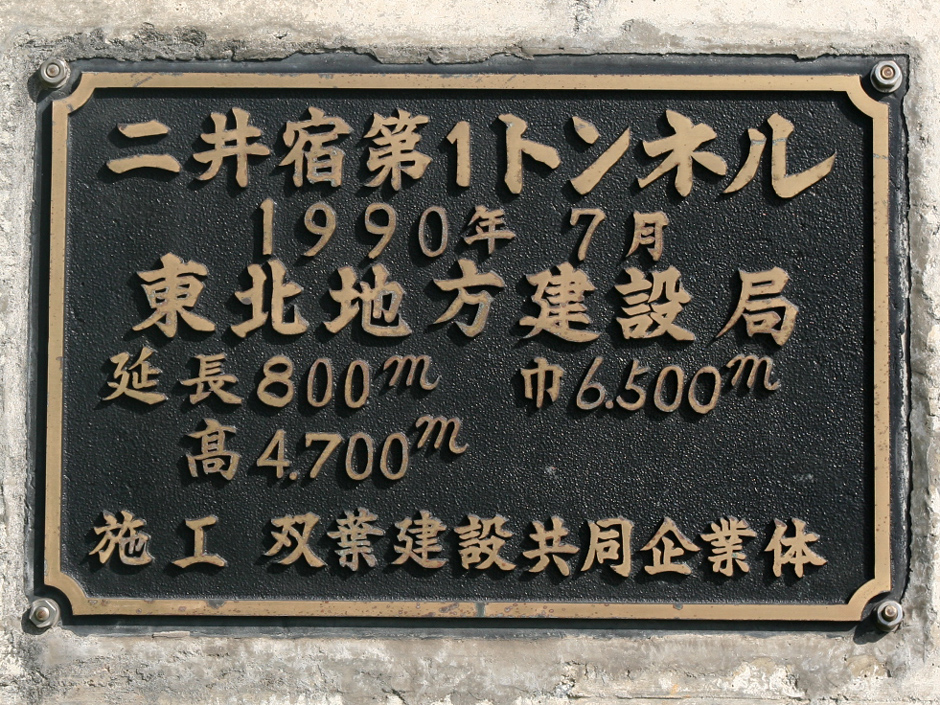 二井宿第1トンネル
1990年 7月
東北地方建設局
延長800m 巾6.500m
高4.700m
施工 双葉建設共同企業体